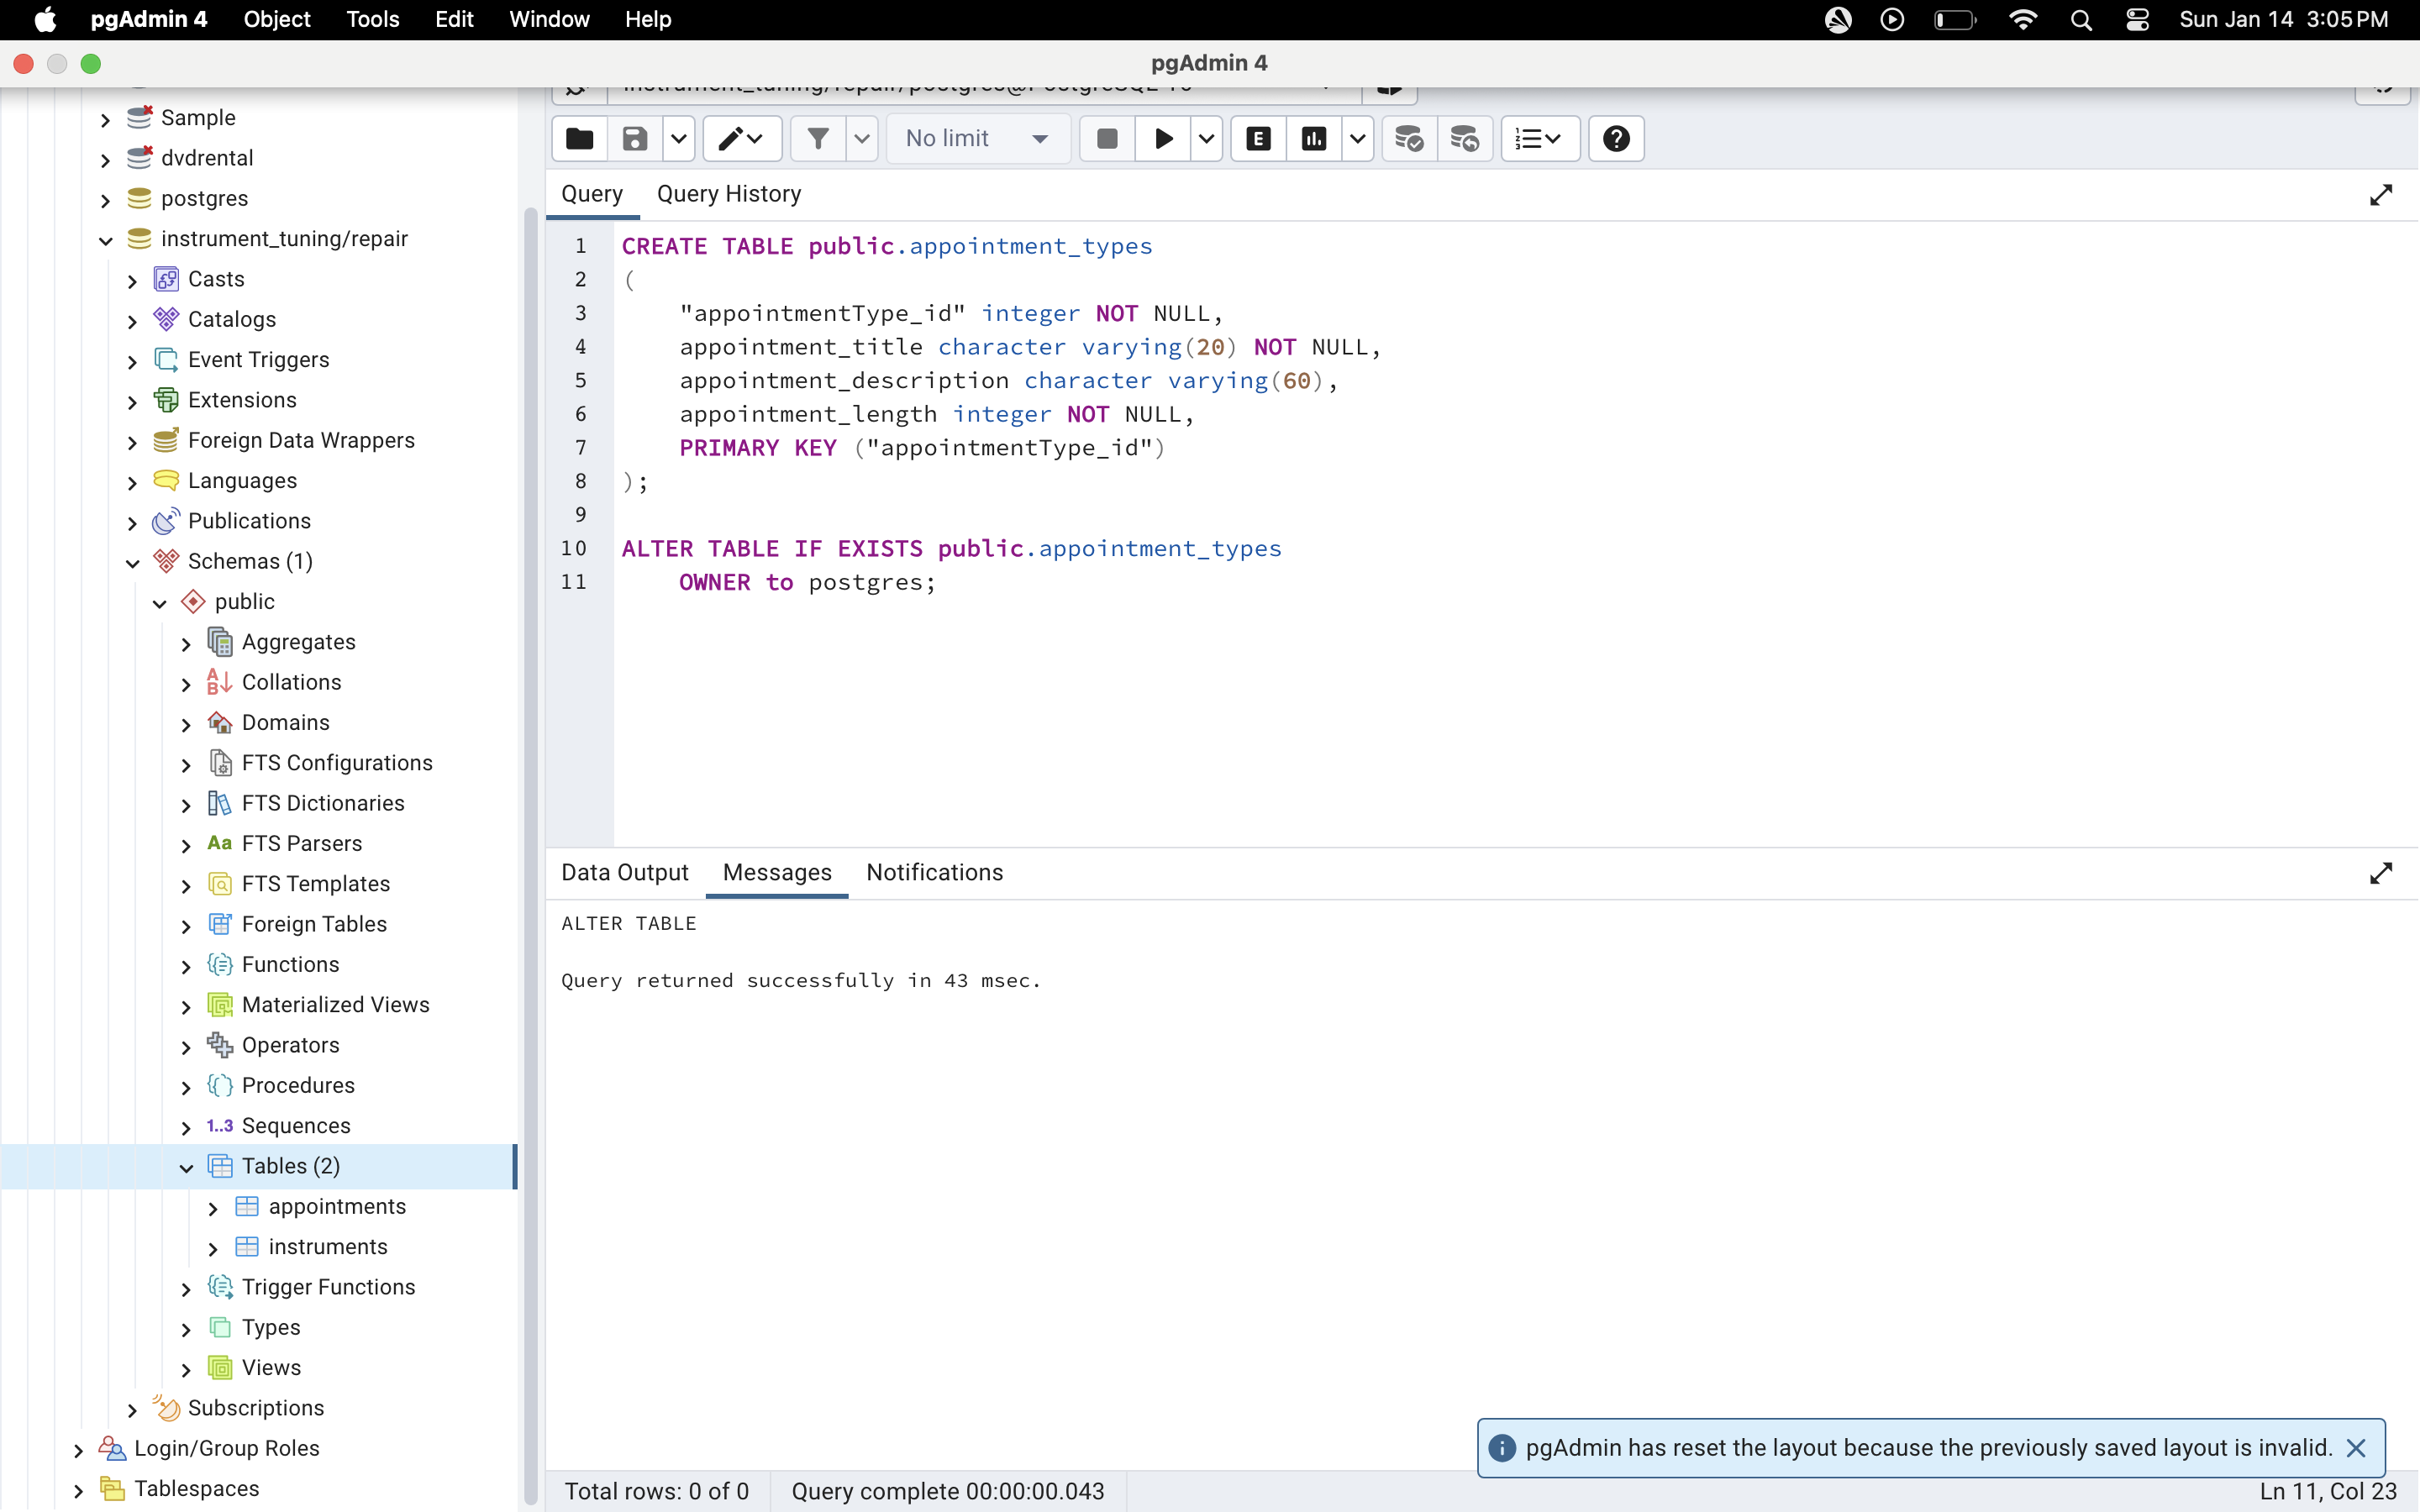 pgAdmin 4 Object Tools Edit Window Help Sun Jan 14 3:05 PM
pgAdmin 4
Sample
dvdrental
postgres
instrument_tuning/repair
Casts
Catalogs
Event Triggers
Extensions
Foreign Data Wrappers
Languages
Publications
Schemas (1)
public
Aggregates
Collations
Domains
FTS Configurations
FTS Dictionaries
Aa FTS Parsers
FTS Templates
Foreign Tables
Functions
Materialized Views
Operators
Procedures
1..3 Sequences
Tables (2)
appointments
instruments
Trigger Functions
Types
Views
Subscriptions
Login/Group Roles
Tablespaces
instrument_tuning/repair/postgres@PostgreSQL 16
No limit E
Query Query History
1 CREATE TABLE public.appointment_types
2 (
3 "appointmentType_id" integer NOT NULL,
4 appointment_title character varying(20) NOT NULL,
5 appointment_description character varying(60),
6 appointment_length integer NOT NULL,
7 PRIMARY KEY ("appointmentType_id")
8 );
9
10 ALTER TABLE IF EXISTS public.appointment_types
11 OWNER to postgres;
Data Output Messages Notifications
ALTER TABLE
Query returned successfully in 43 msec.
pgAdmin has reset the layout because the previously saved layout is invalid.
Total rows: 0 of 0 Query complete 00:00:00.043 Ln 11, Col 23